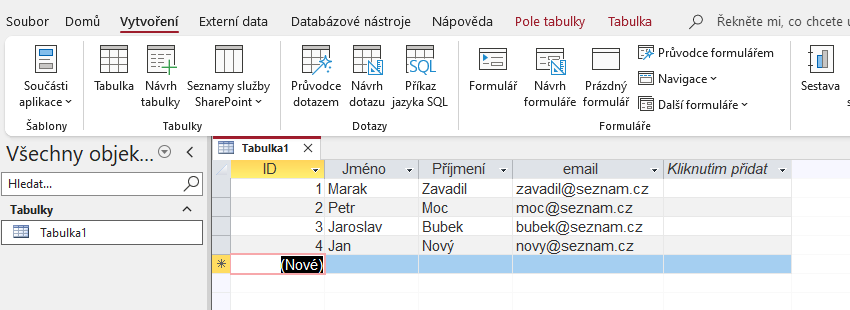 Soubor Domů Vytvoření Externí data Databázové nástroje Nápověda Pole tabulky Tabulka Řekněte mi, co chcete u
Součásti aplikace
Tabulka
Návrh tabulky
Seznamy služby SharePoint
Průvodce dotazem
Návrh dotazu
SQL
Příkaz jazyka SQL
Formulář
Návrh formuláře
Prázdný formulář
Průvodce formulářem
Navigace
Další formuláře
Sestava
Šablony Tabulky Dotazy Formuláře
Všechny objek...
Hledat...
Tabulky
Tabulka1
Tabulka1
ID Jméno Příjmení email Kliknutím přidat
1 Marak Zavadil zavadil@seznam.cz
2 Petr Moc moc@seznam.cz
3 Jaroslav Bubek bubek@seznam.cz
4 Jan Nový novy@seznam.cz
* (Nové)